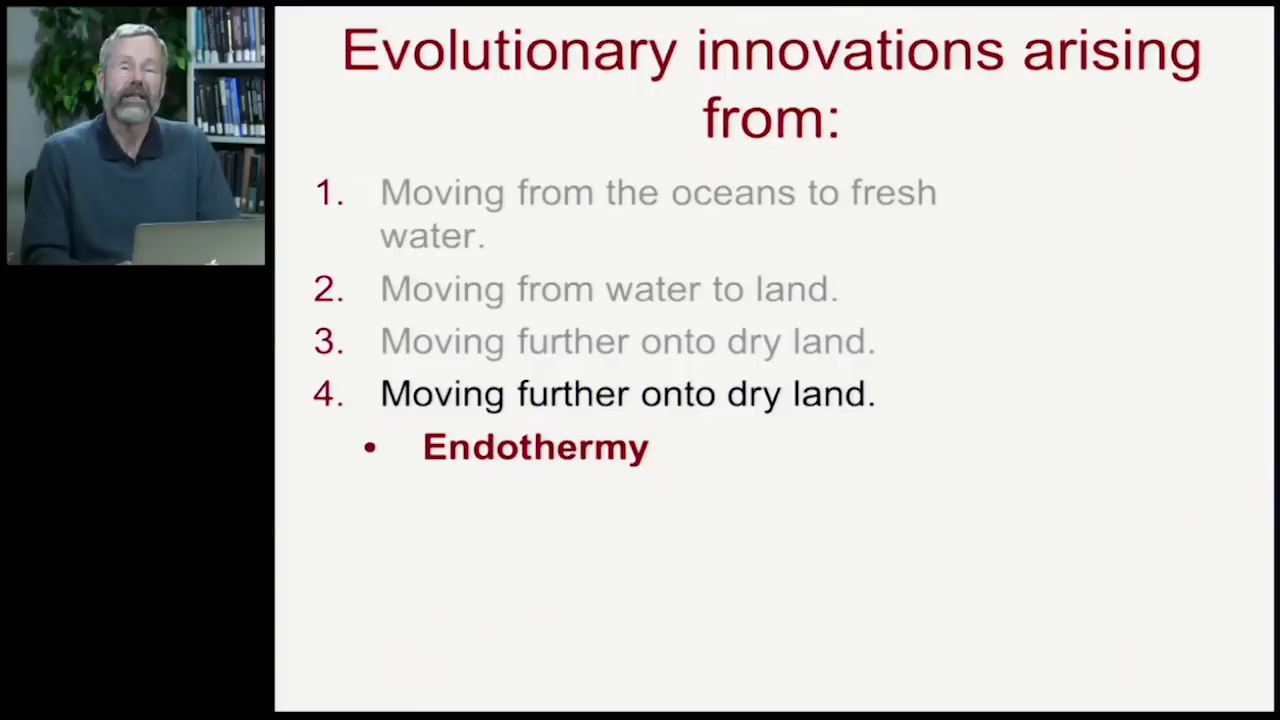 Evolutionary innovations arising
from:
1. Moving from the oceans to fresh
water.
2. Moving from water to land.
3. Moving further onto dry land.
4. Moving further onto dry land.
• Endothermy